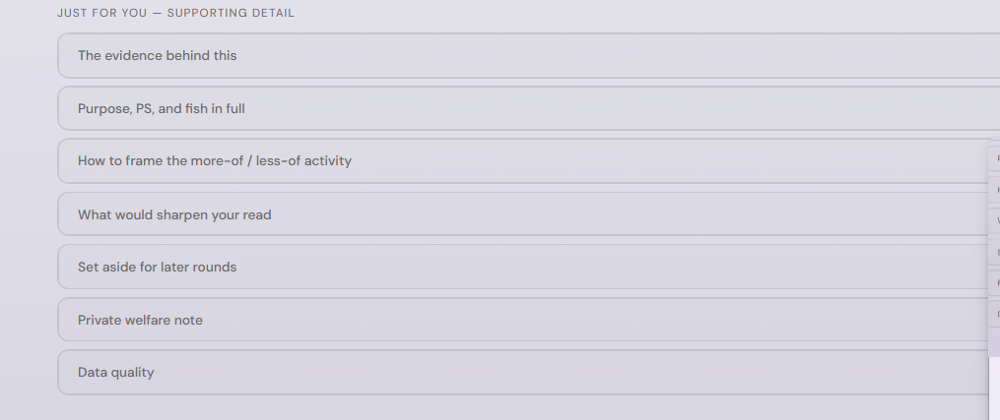 JUST FOR YOU — SUPPORTING DETAIL
The evidence behind this
Purpose, PS, and fish in full
How to frame the more-of / less-of activity
What would sharpen your read
Set aside for later rounds
Private welfare note
Data quality